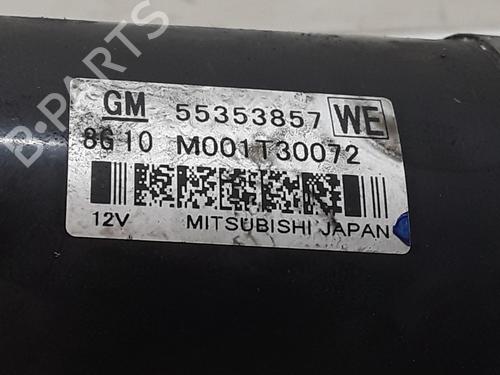 B-PARTS
GM 55353857 WE
8G10 M001T30072
12V MITSUBISHI JAPAN